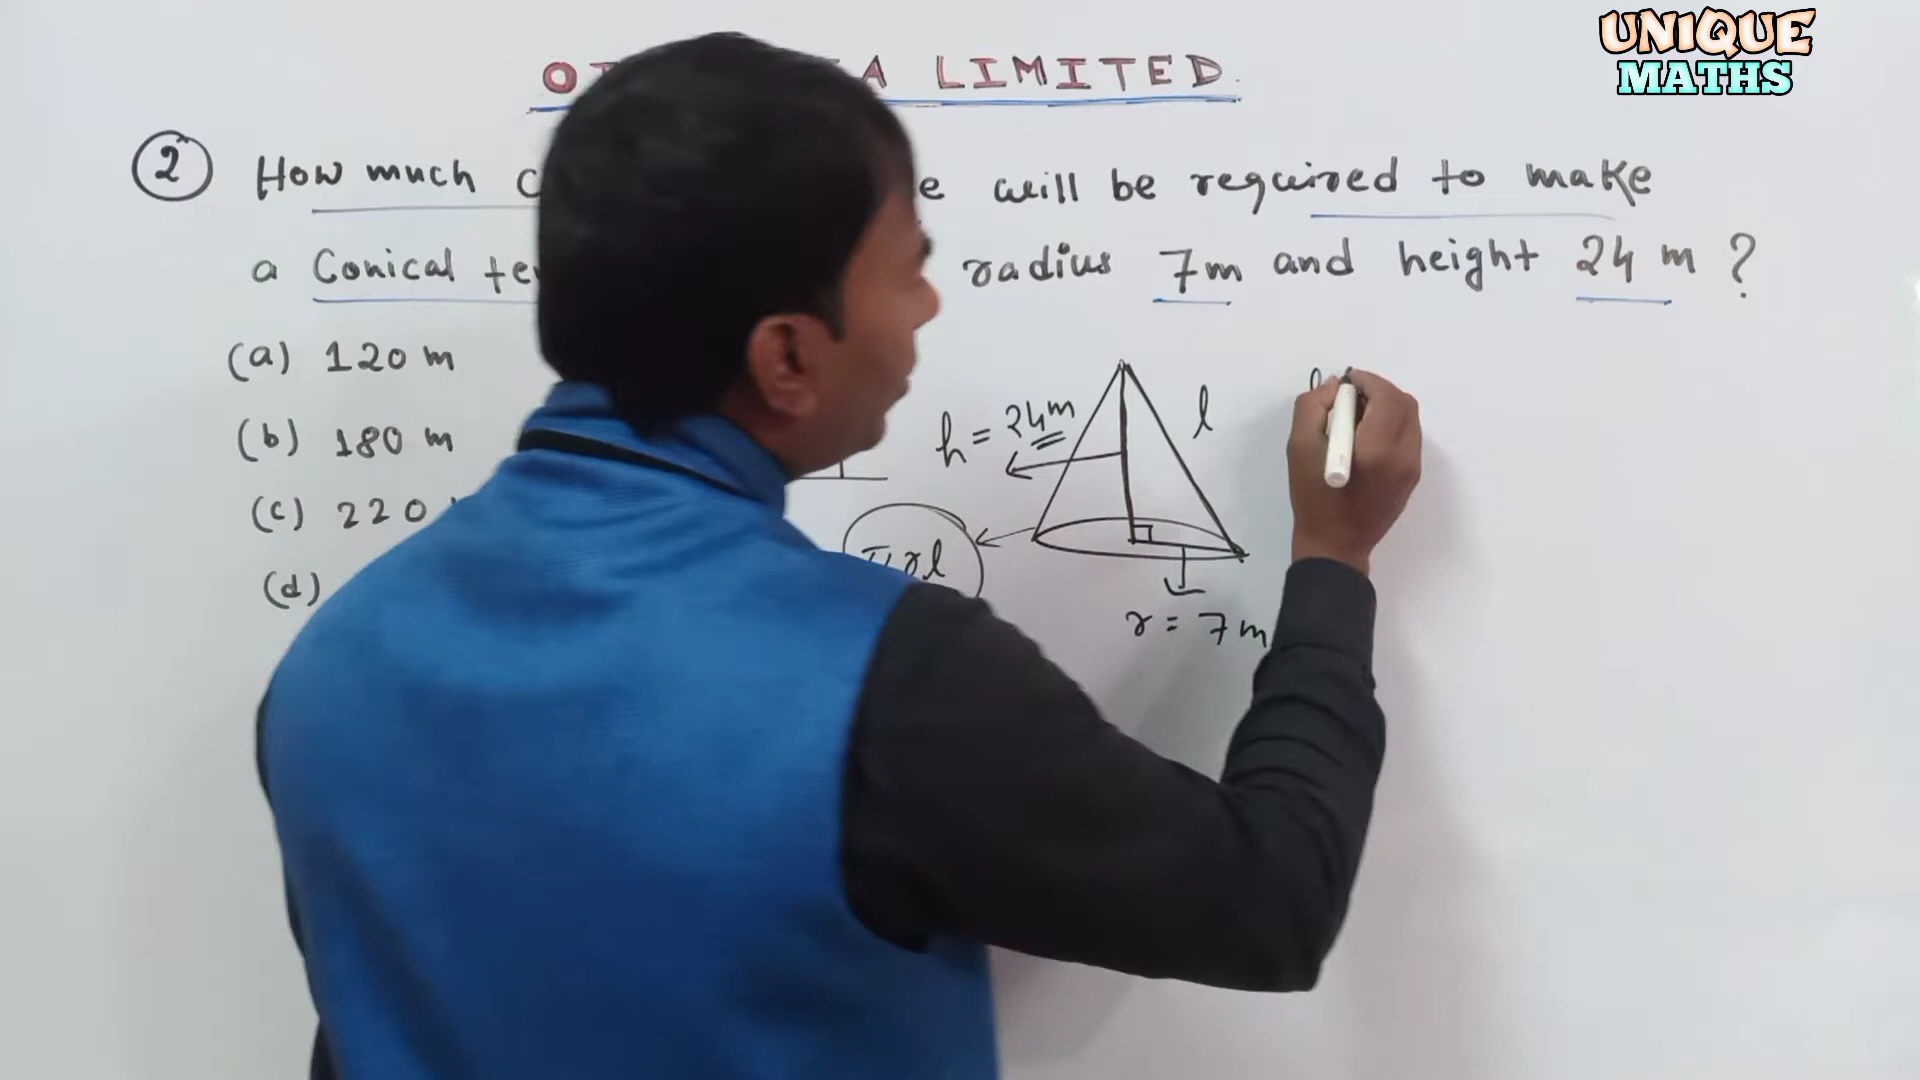 UNIQUE
MATHS
LIMITED.
2 How much will be required to make
a Conical radius 7m and height 24 m ?
(a) 120 m
(b) 180 m
(c) 220
(d)
h = 24m
l
πrl
r = 7m